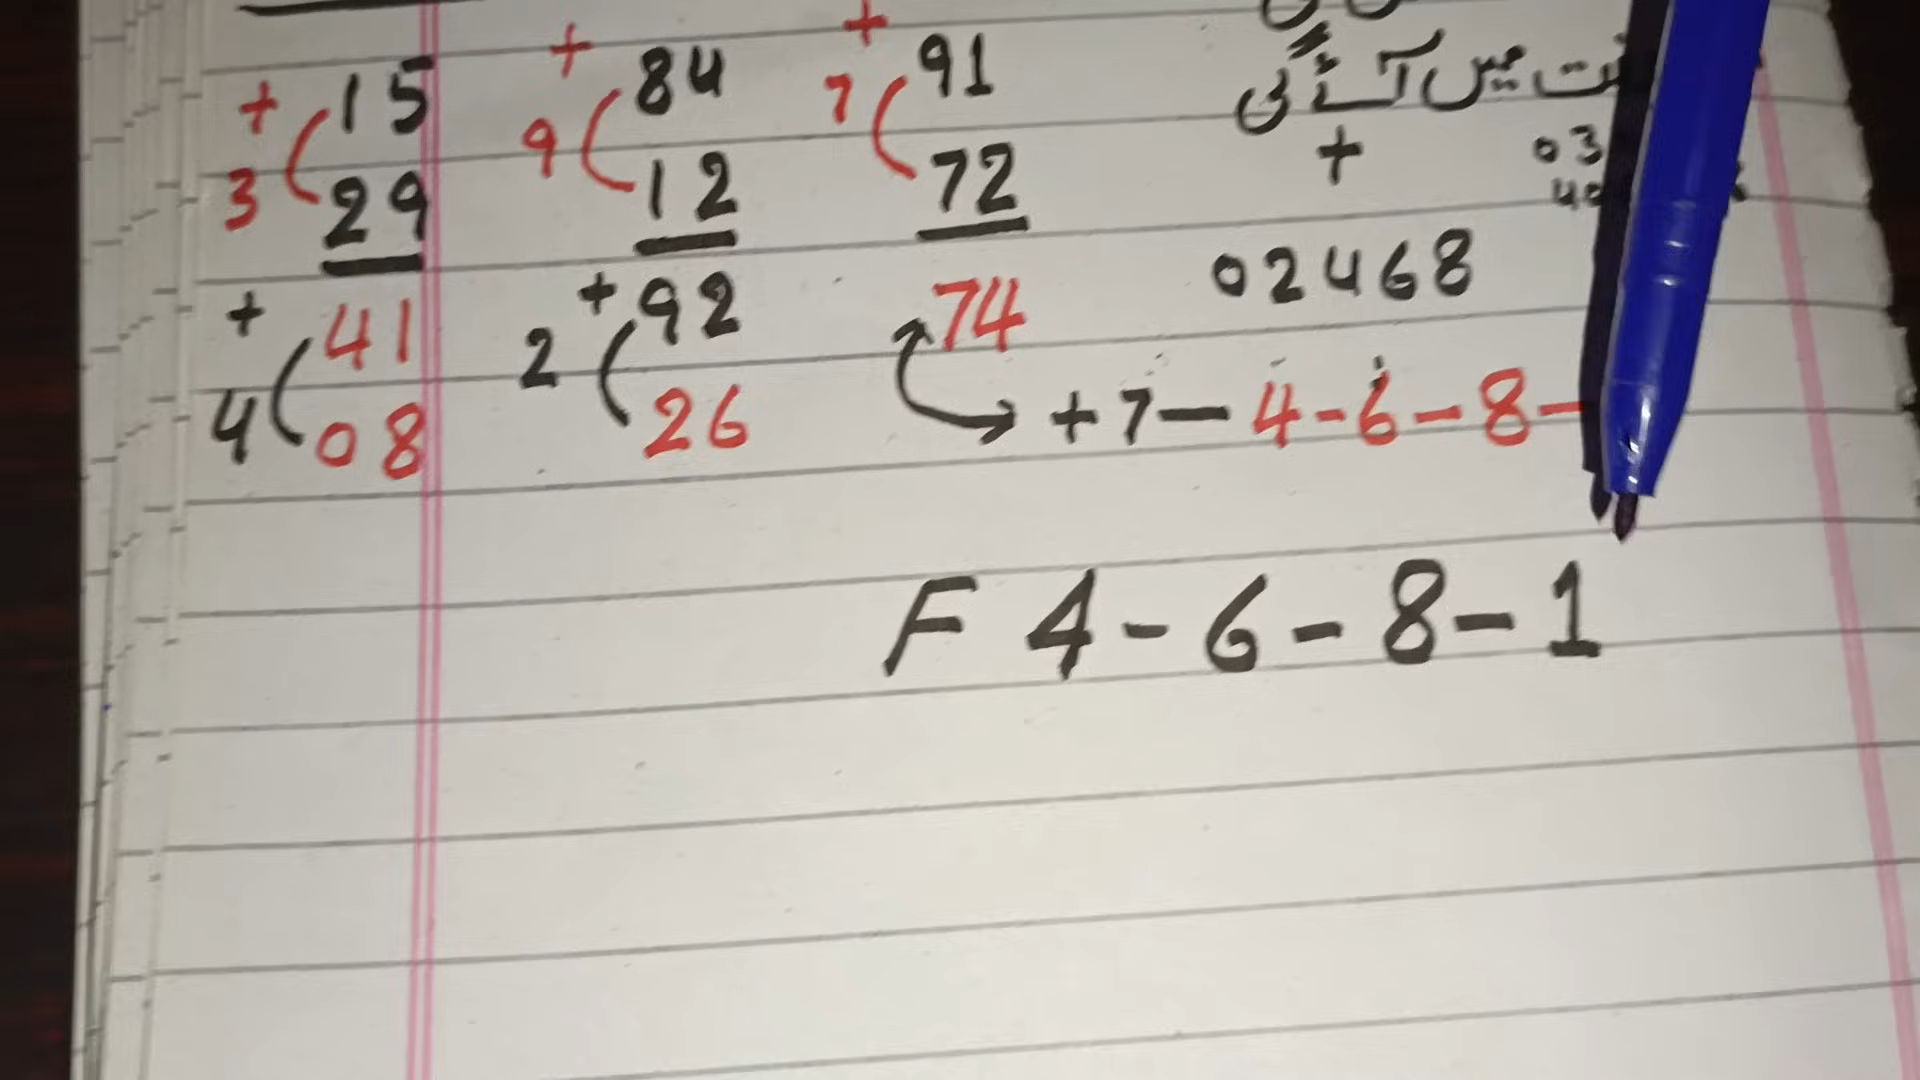 + 15 + 84 + 91 میں آئے گی
3 ( 29 9 ( 12 7 ( 72 + 03
+ 41 + 92 74 02468
4 ( 08 2 ( 26 + 7 — 4 - 6 - 8 -
F 4 - 6 - 8 - 1